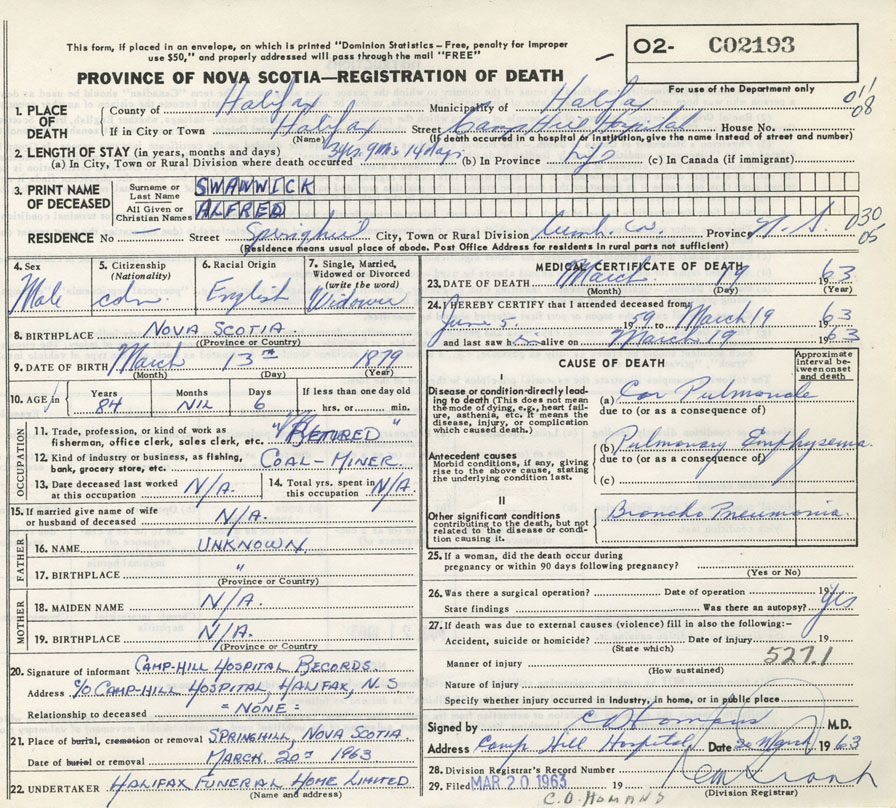 This form, if placed in an envelope, on which is printed "Dominion Statistics - Free, penalty for improper
use $50," and properly addressed will pass through the mail "FREE"
O2- C02193
PROVINCE OF NOVA SCOTIA—REGISTRATION OF DEATH
For use of the Department only
1. PLACE OF DEATH
County of Halifax Municipality of Halifax 011
If in City or Town Halifax Street Camp Hill Hospital House No. 08
(Name) (If death occurred in a hospital or institution, give the name instead of street and number)
2. LENGTH OF STAY (in years, months and days)
(a) In City, Town or Rural Division where death occurred 3 yrs. 9 ms 14 days. (b) In Province Life (c) In Canada (if immigrant)
3. PRINT NAME OF DECEASED
Surname or Last Name SWANWICK
All Given or Christian Names ALFRED
RESIDENCE No — Street Springhill City, Town or Rural Division Cumb. Co. Province N.S. 030
(Residence means usual place of abode. Post Office Address for residents in rural parts not sufficient) 05
4. Sex Male
5. Citizenship (Nationality) cdn.
6. Racial Origin English
7. Single, Married, Widowed or Divorced (write the word) Widower
8. BIRTHPLACE NOVA SCOTIA.
(Province or Country)
9. DATE OF BIRTH March 13th 1879
(Month) (Day) (Year)
10. AGE in Years 84 Months NIL Days 6 If less than one day old hrs. or min.
OCCUPATION
11. Trade, profession, or kind of work as "RETIRED"
fisherman, office clerk, sales clerk, etc.
12. Kind of industry or business, as fishing, COAL-MINER.
bank, grocery store, etc.
13. Date deceased last worked at this occupation N/A.
14. Total yrs. spent in this occupation N/A.
15. If married give name of wife or husband of deceased N/A.
FATHER
16. NAME UNKNOWN
17. BIRTHPLACE "
(Province or Country)
MOTHER
18. MAIDEN NAME N/A.
19. BIRTHPLACE N/A.
(Province or Country
20. Signature of informant CAMP-HILL HOSPITAL RECORDS
Address c/o CAMP-HILL HOSPITAL, HALIFAX, N.S
Relationship to deceased = NONE =
21. Place of burial, cremation or removal SPRINGHILL, NOVA SCOTIA
Date of burial or removal MARCH. 20th 1963
22. UNDERTAKER HALIFAX FUNERAL HOME LIMITED
(Name and address)
MEDICAL CERTIFICATE OF DEATH
23. DATE OF DEATH March 19 1963
(Month) (Day) (Year)
24. I HEREBY CERTIFY that I attended deceased from
June 5. 1959 to March 19 1963
and last saw him alive on March 19 1963
CAUSE OF DEATH
Approximate interval between onset and death
I
Disease or condition directly leading to death (This does not mean the mode of dying, e.g., heart failure, asthenia, etc. It means the disease, injury, or complication which caused death.)
(a) Cor Pulmonale
due to (or as a consequence of)
Antecedent causes
Morbid conditions, if any, giving rise to the above cause, stating the underlying condition last.
(b) Pulmonary Emphysema.
due to (or as a consequence of)
(c)
II
Other significant conditions contributing to the death, but not related to the disease or condition causing it.
Broncho Pneumonia.
25. If a woman, did the death occur during
pregnancy or within 90 days following pregnancy?
(Yes or No)
26. Was there a surgical operation? Date of operation 19
State findings Was there an autopsy? yes
27. If death was due to external causes (violence) fill in also the following:-
Accident, suicide or homicide? Date of injury 19
(State which)
Manner of injury 527.1
(How sustained)
Nature of injury
Specify whether injury occurred in industry, in home, or in public place
Signed by C D Homans M.D.
Address Camp Hill Hospital Date 20 March 1963
28. Division Registrar's Record Number
29. Filed MAR 20 1963 19
(Division Registrar)
C.D. HOMANS